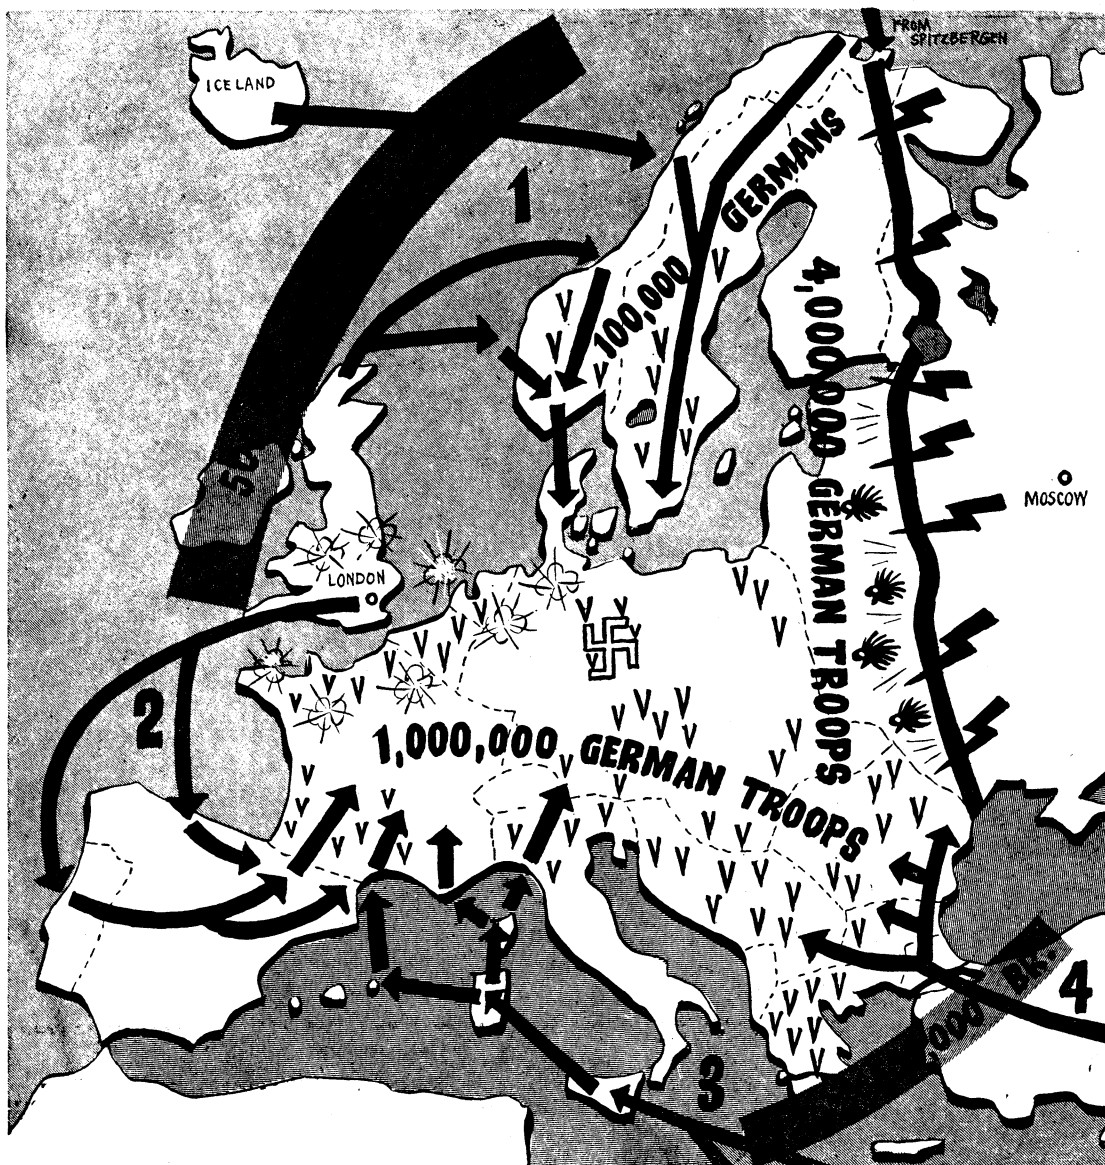 FROM
SPITZBERGEN
ICELAND
1
GERMANS
100,000
4,000,000 GERMAN TROOPS
MOSCOW
LONDON
2
1,000,000 GERMAN TROOPS
4
3